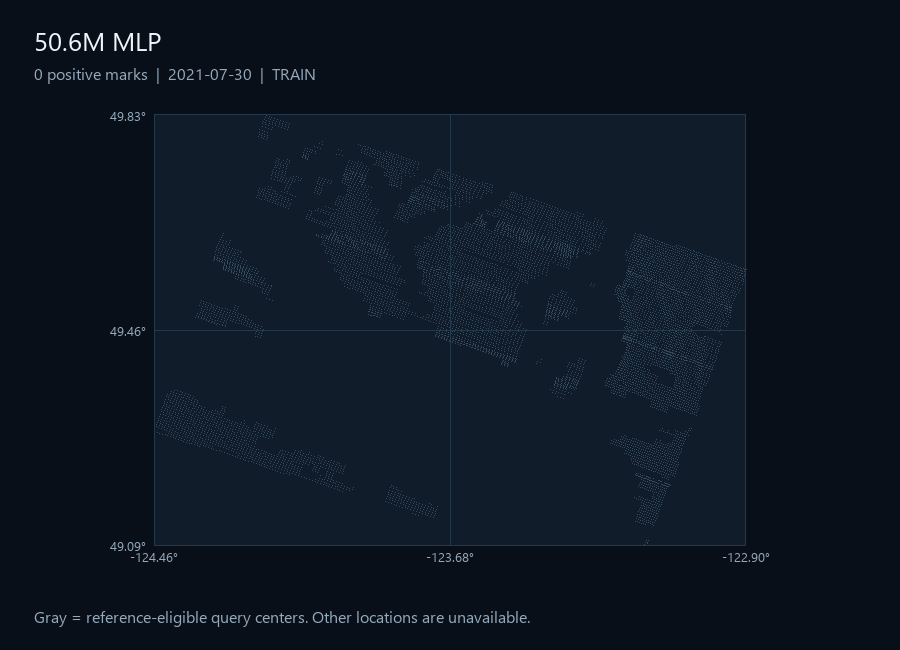 50.6M MLP
0 positive marks | 2021-07-30 | TRAIN
49.83°
49.46°
49.09°
-124.46°
-123.68°
-122.90°
Gray = reference-eligible query centers. Other locations are unavailable.